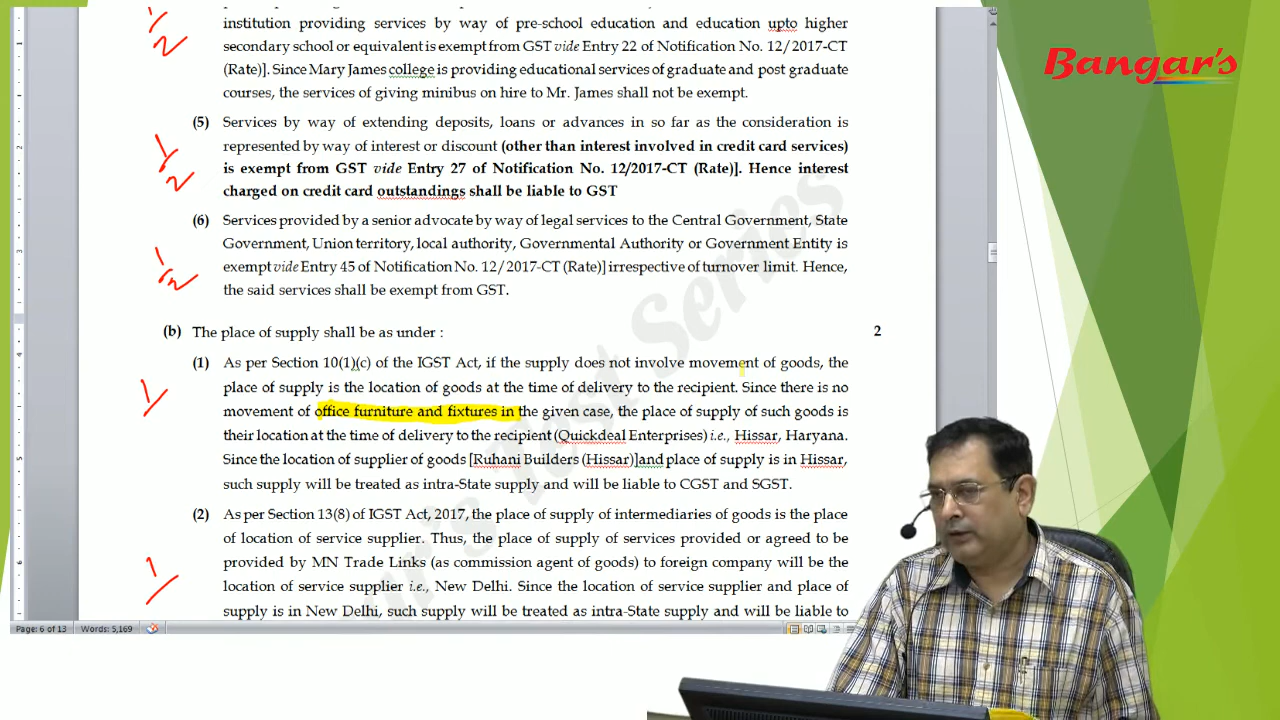 institution providing services by way of pre-school education and education upto higher
secondary school or equivalent is exempt from GST vide Entry 22 of Notification No. 12/2017-CT
(Rate)]. Since Mary James college is providing educational services of graduate and post graduate
courses, the services of giving minibus on hire to Mr. James shall not be exempt.
1/2
(5) Services by way of extending deposits, loans or advances in so far as the consideration is
represented by way of interest or discount (other than interest involved in credit card services)
is exempt from GST vide Entry 27 of Notification No. 12/2017-CT (Rate)]. Hence interest
charged on credit card outstandings shall be liable to GST
1/2
(6) Services provided by a senior advocate by way of legal services to the Central Government, State
Government, Union territory, local authority, Governmental Authority or Government Entity is
exempt vide Entry 45 of Notification No. 12/2017-CT (Rate)] irrespective of turnover limit. Hence,
the said services shall be exempt from GST.
1/2
(b) The place of supply shall be as under : 2
(1) As per Section 10(1)(c) of the IGST Act, if the supply does not involve movement of goods, the
place of supply is the location of goods at the time of delivery to the recipient. Since there is no
movement of office furniture and fixtures in the given case, the place of supply of such goods is
their location at the time of delivery to the recipient (Quickdeal Enterprises) i.e., Hissar, Haryana.
Since the location of supplier of goods [Ruhani Builders (Hissar)]and place of supply is in Hissar,
such supply will be treated as intra-State supply and will be liable to CGST and SGST.
1
(2) As per Section 13(8) of IGST Act, 2017, the place of supply of intermediaries of goods is the place
of location of service supplier. Thus, the place of supply of services provided or agreed to be
provided by MN Trade Links (as commission agent of goods) to foreign company will be the
location of service supplier i.e., New Delhi. Since the location of service supplier and place of
supply is in New Delhi, such supply will be treated as intra-State supply and will be liable to
1
Page: 6 of 13 Words: 5,169
Bangar's
Test Series